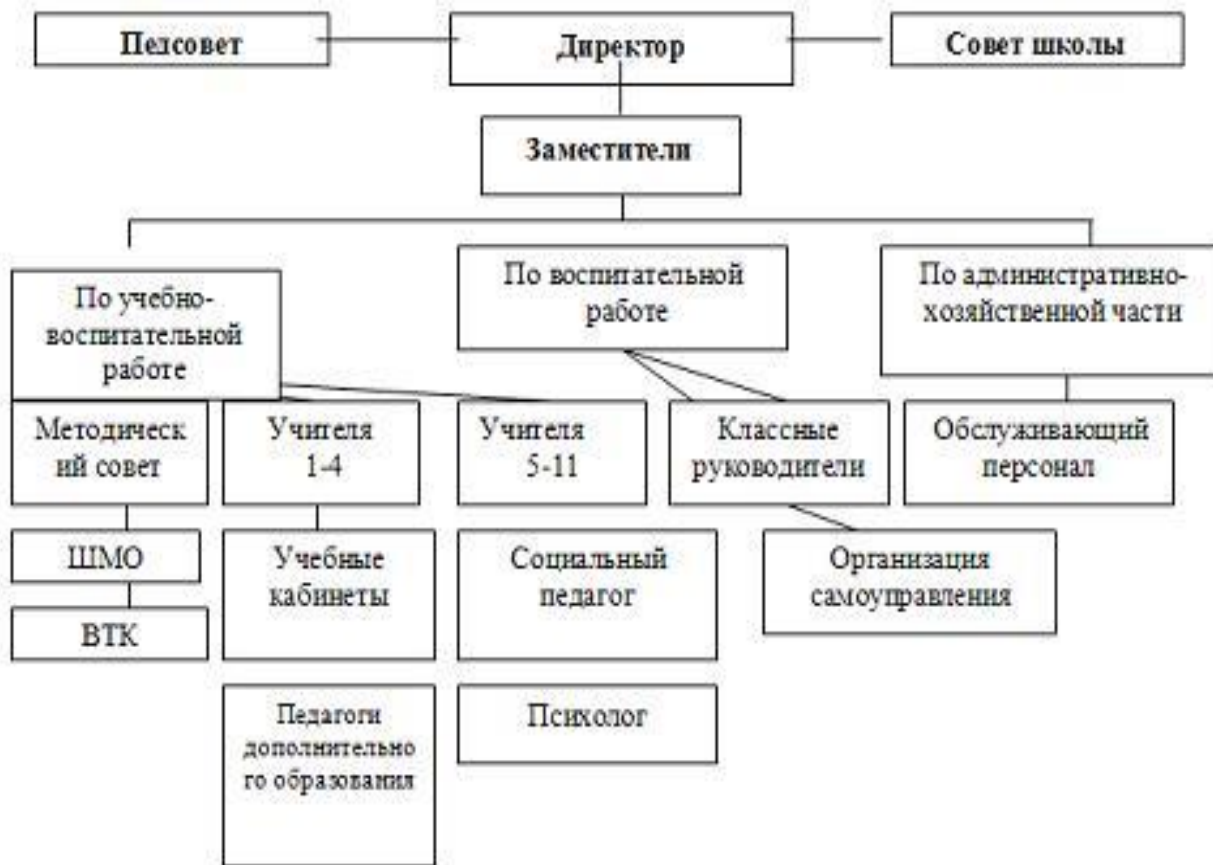 Педсовет
Директор
Совет школы
Заместители
По учебно-
воспитательной
работе
По воспитательной
работе
По административно-
хозяйственной части
Методическ
ий совет
Учителя
1-4
Учителя
5-11
Классные
руководители
Обслуживающий
персонал
ШМО
Учебные
кабинеты
Социальный
педагог
Организация
самоуправления
ВТК
Педагоги
дополнительно
го образования
Психолог